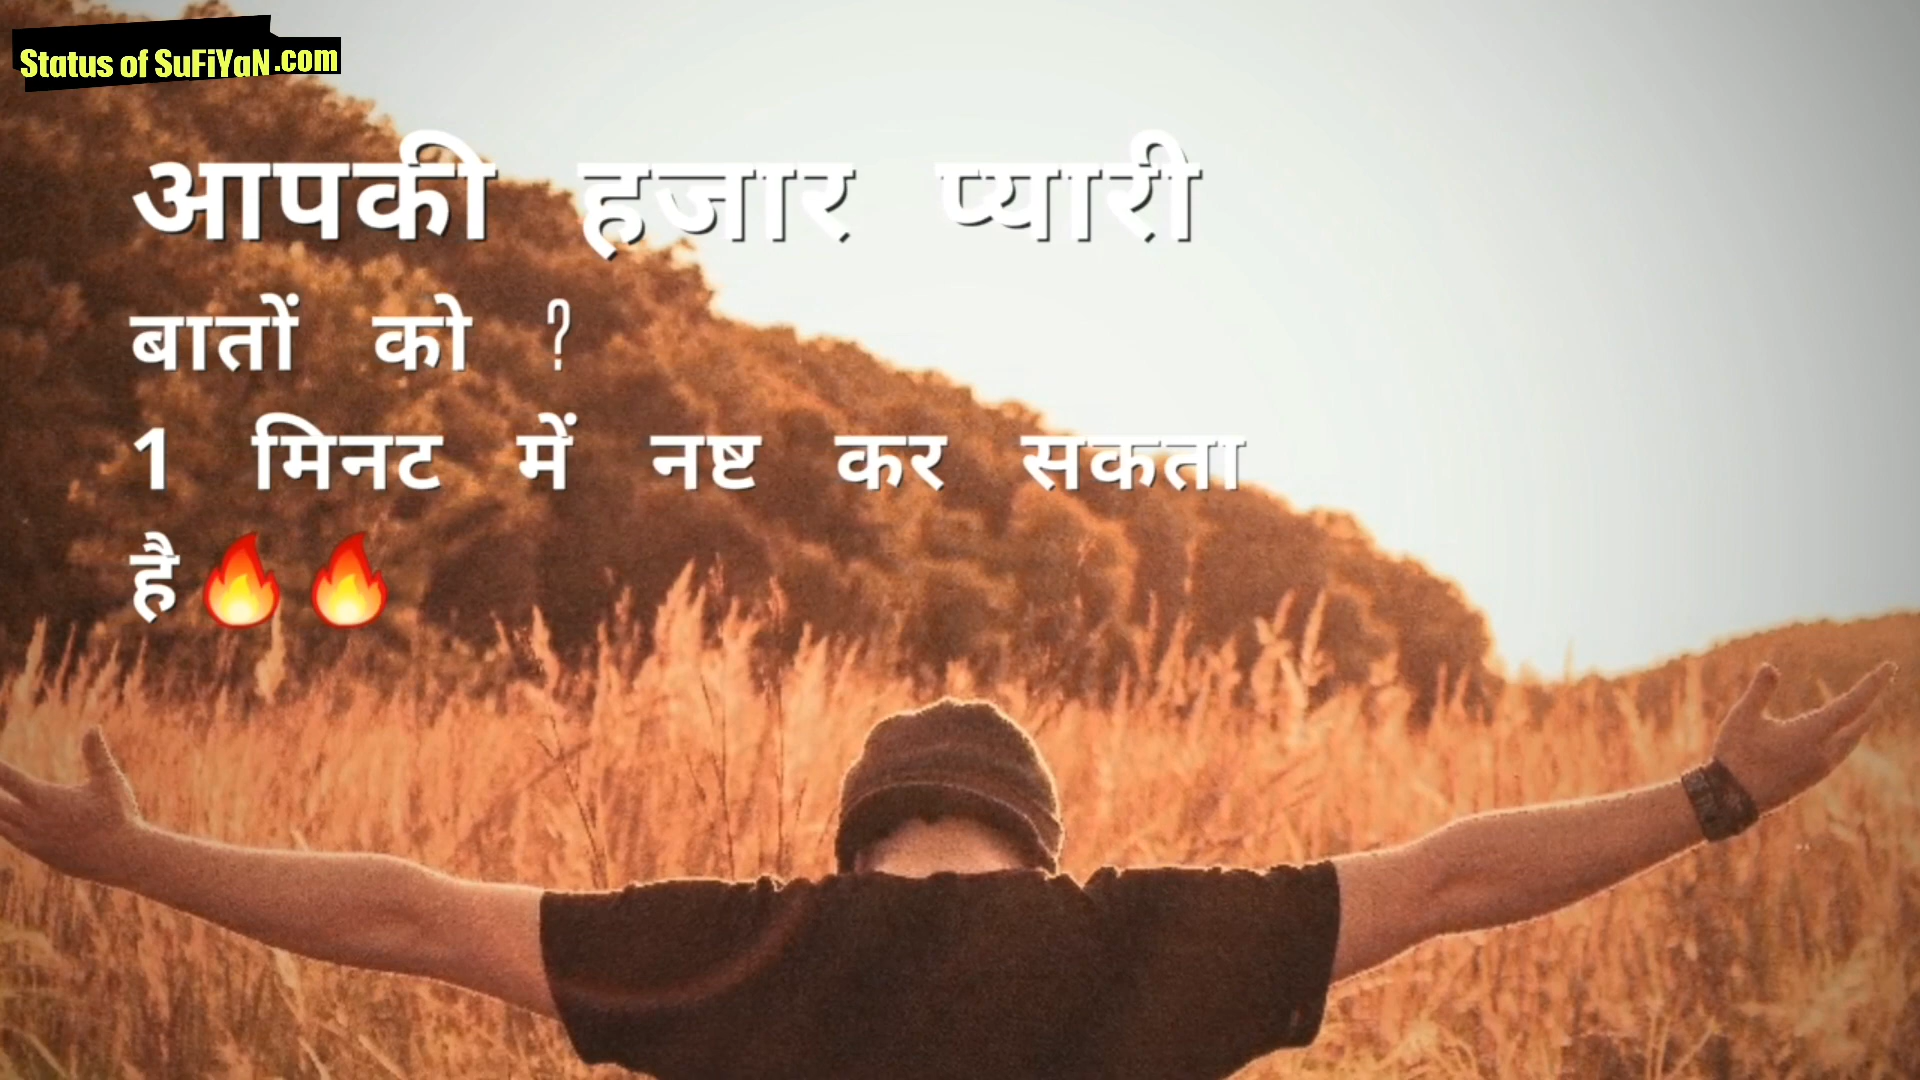 Status of SuFiYaN.com
आपकी हजार प्यारी
बातों को ?
1 मिनट में नष्ट कर सकता
है🔥🔥